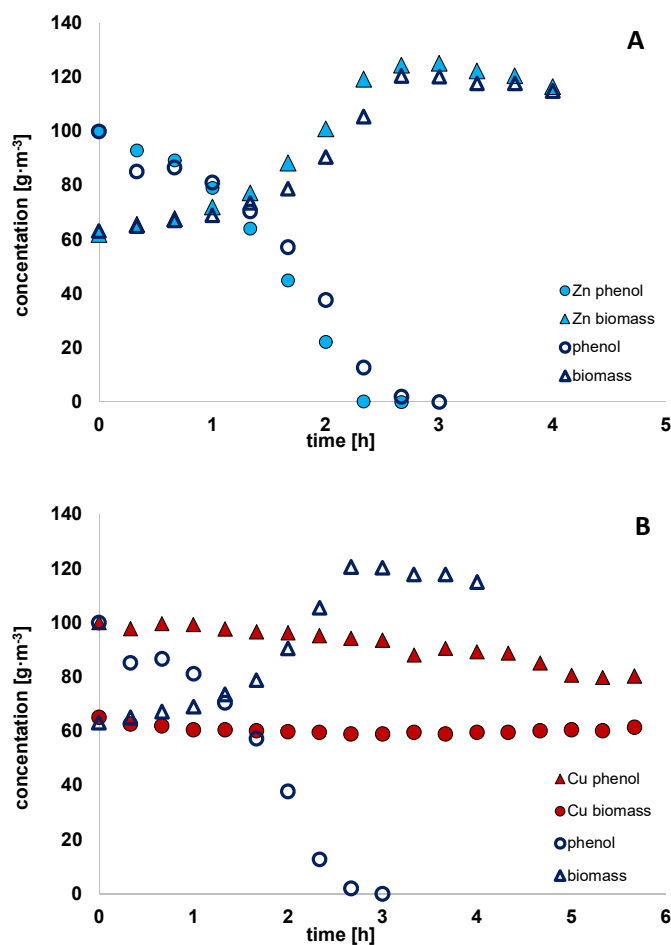 A
concentation [g·m-3]
140
120
100
80
60
40
20
0
Zn phenol
Zn biomass
phenol
biomass
0 1 2 3 4 5
time [h]
B
concentration [g·m-3]
140
120
100
80
60
40
20
0
Cu phenol
Cu biomass
phenol
biomass
0 1 2 3 4 5 6
time [h]